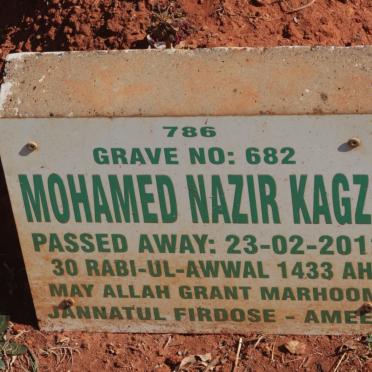 786
GRAVE NO: 682
MOHAMED NAZIR KAGZ
PASSED AWAY: 23-02-201
30 RABI-UL-AWWAL 1433 AH
MAY ALLAH GRANT MARHOOM
JANNATUL FIRDOSE - AMEE